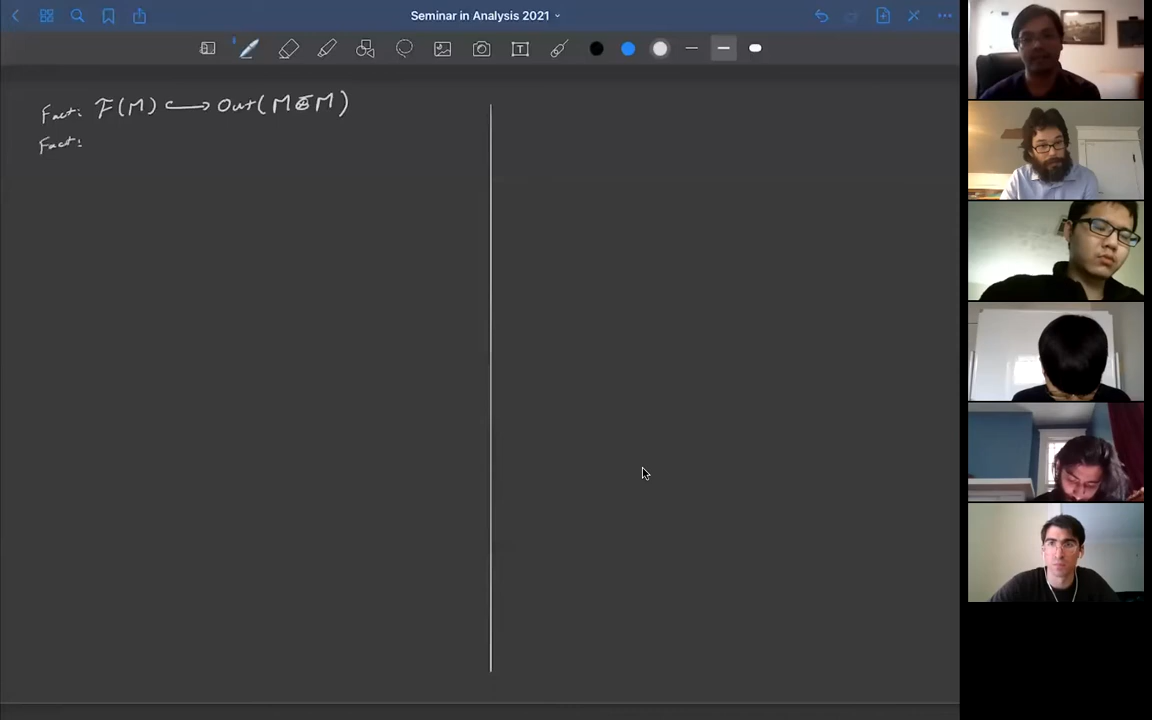 Seminar in Analysis 2021
Fact: F(M) ⟷ Out(M⊗̄M)
Fact: